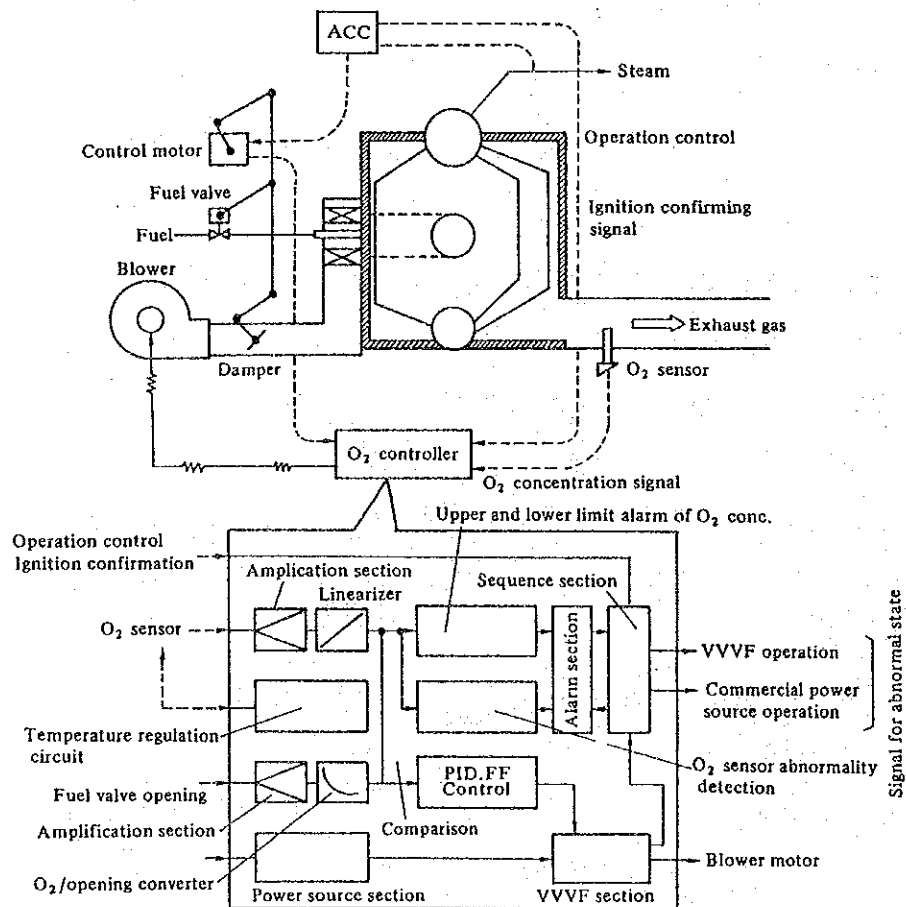 ACC
Steam
Control motor
Operation control
Fuel valve
Ignition confirming
signal
Fuel
Blower
Exhaust gas
Damper
O₂ sensor
O₂ controller
O₂ concentration signal
Upper and lower limit alarm of O₂ conc.
Operation control
Ignition confirmation
Amplication section
Sequence section
Linearizer
O₂ sensor
Alarm section
VVVF operation
Commercial power
source operation
Signal for abnormal state
Temperature regulation
circuit
O₂ sensor abnormality
detection
PID.FF
Control
Fuel valve opening
Amplification section
Comparison
Blower motor
O₂/opening converter
Power source section
VVVF section